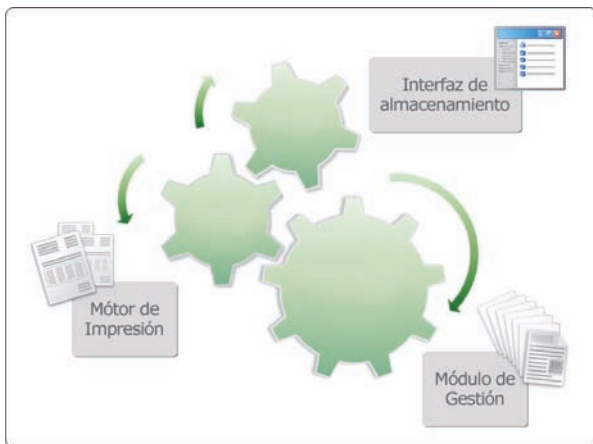 Interfaz de
almacenamiento
Mótor de
Impresión
Módulo de
Gestión